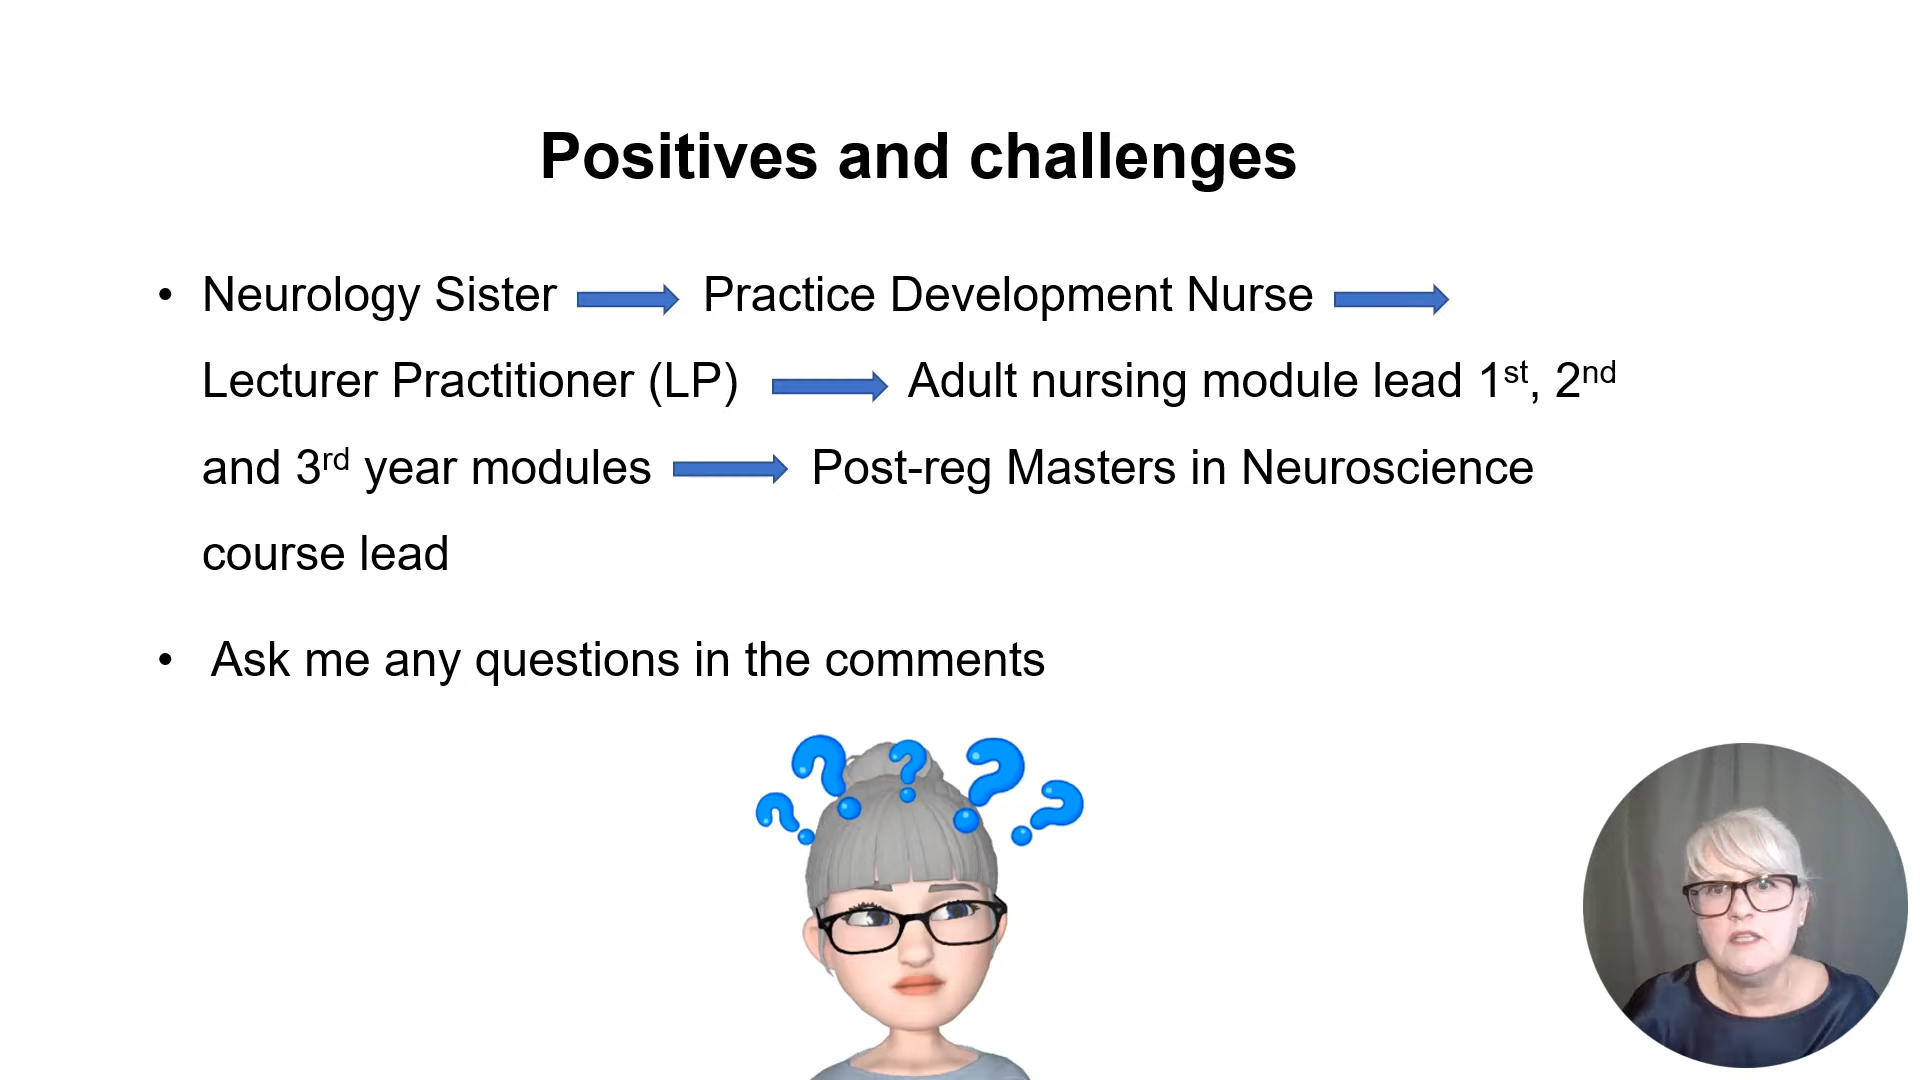 Positives and challenges
• Neurology Sister Practice Development Nurse
Lecturer Practitioner (LP) Adult nursing module lead 1st, 2nd
and 3rd year modules Post-reg Masters in Neuroscience
course lead
• Ask me any questions in the comments
? ? ? ? ?